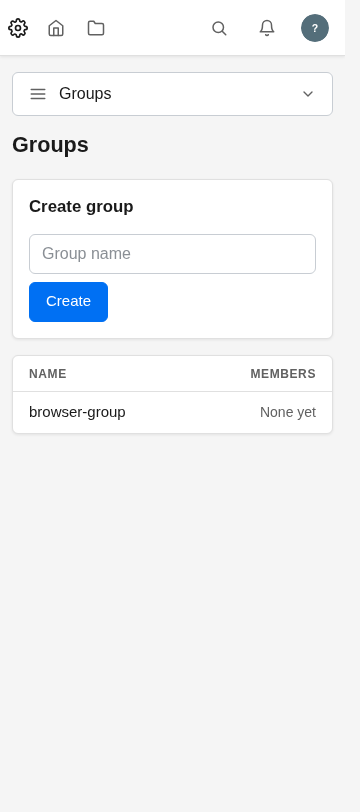 ?
Groups
Groups
Create group
Group name
Create
NAME MEMBERS
browser-group None yet